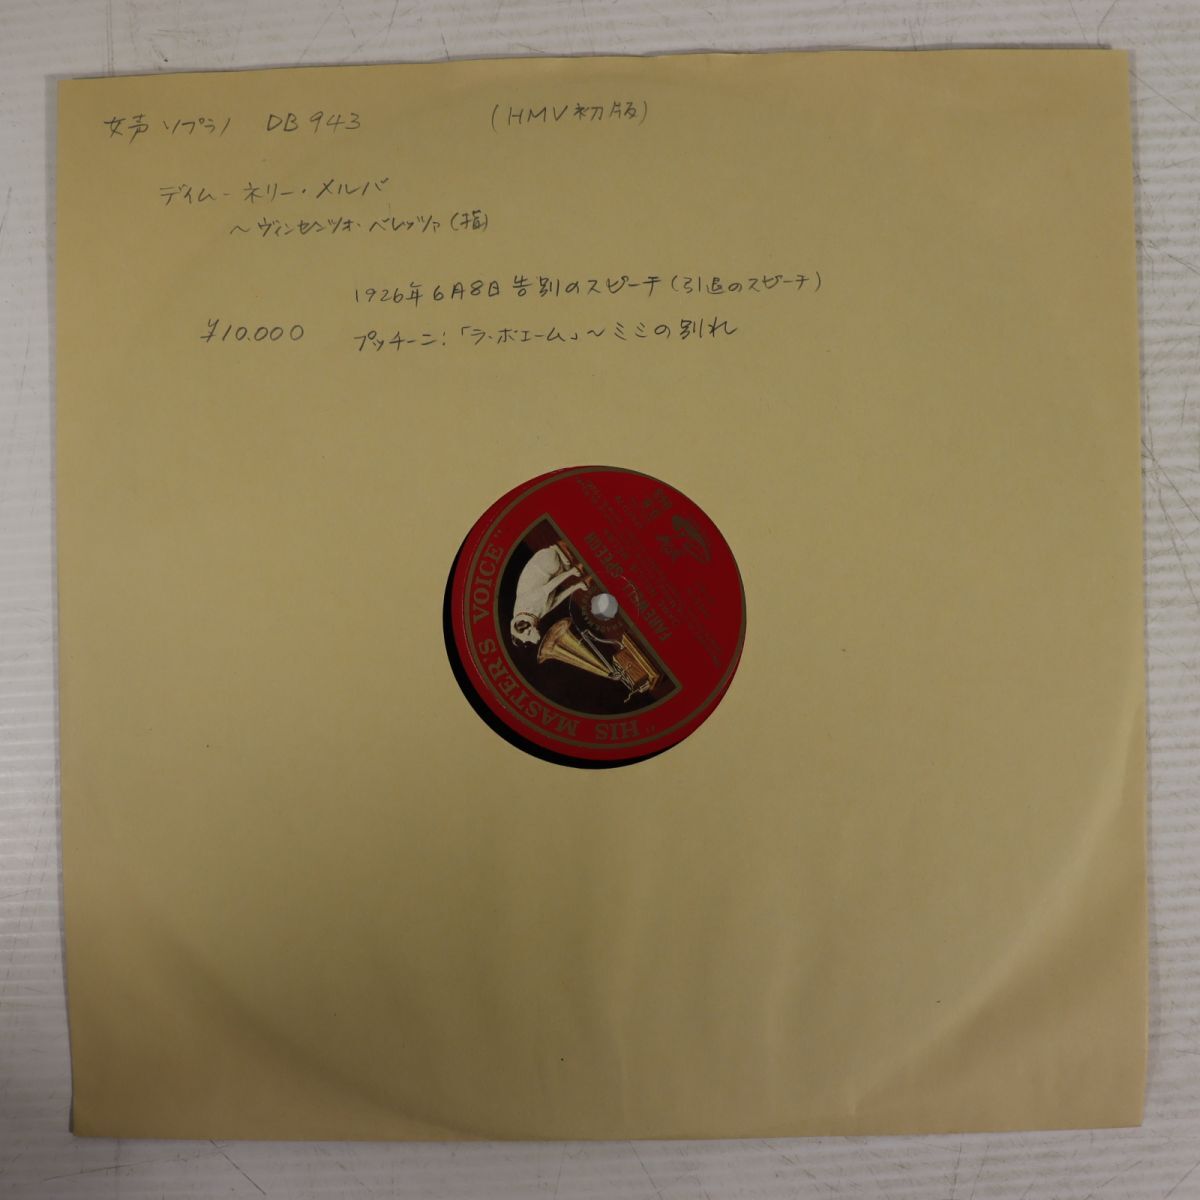 女声 ソプラノ DB 943 (HMV初版)
ディム-ネリー・メルバ
～ヴィンセンツォ・ベレッツァ(指)
1926年6月8日 告別のスピーチ(引退のスピーチ)
¥10.000 プッチーニ:「ラ・ボエーム」～ミミの別れ
"HIS MASTER'S VOICE"
FAREWELL SPEECH